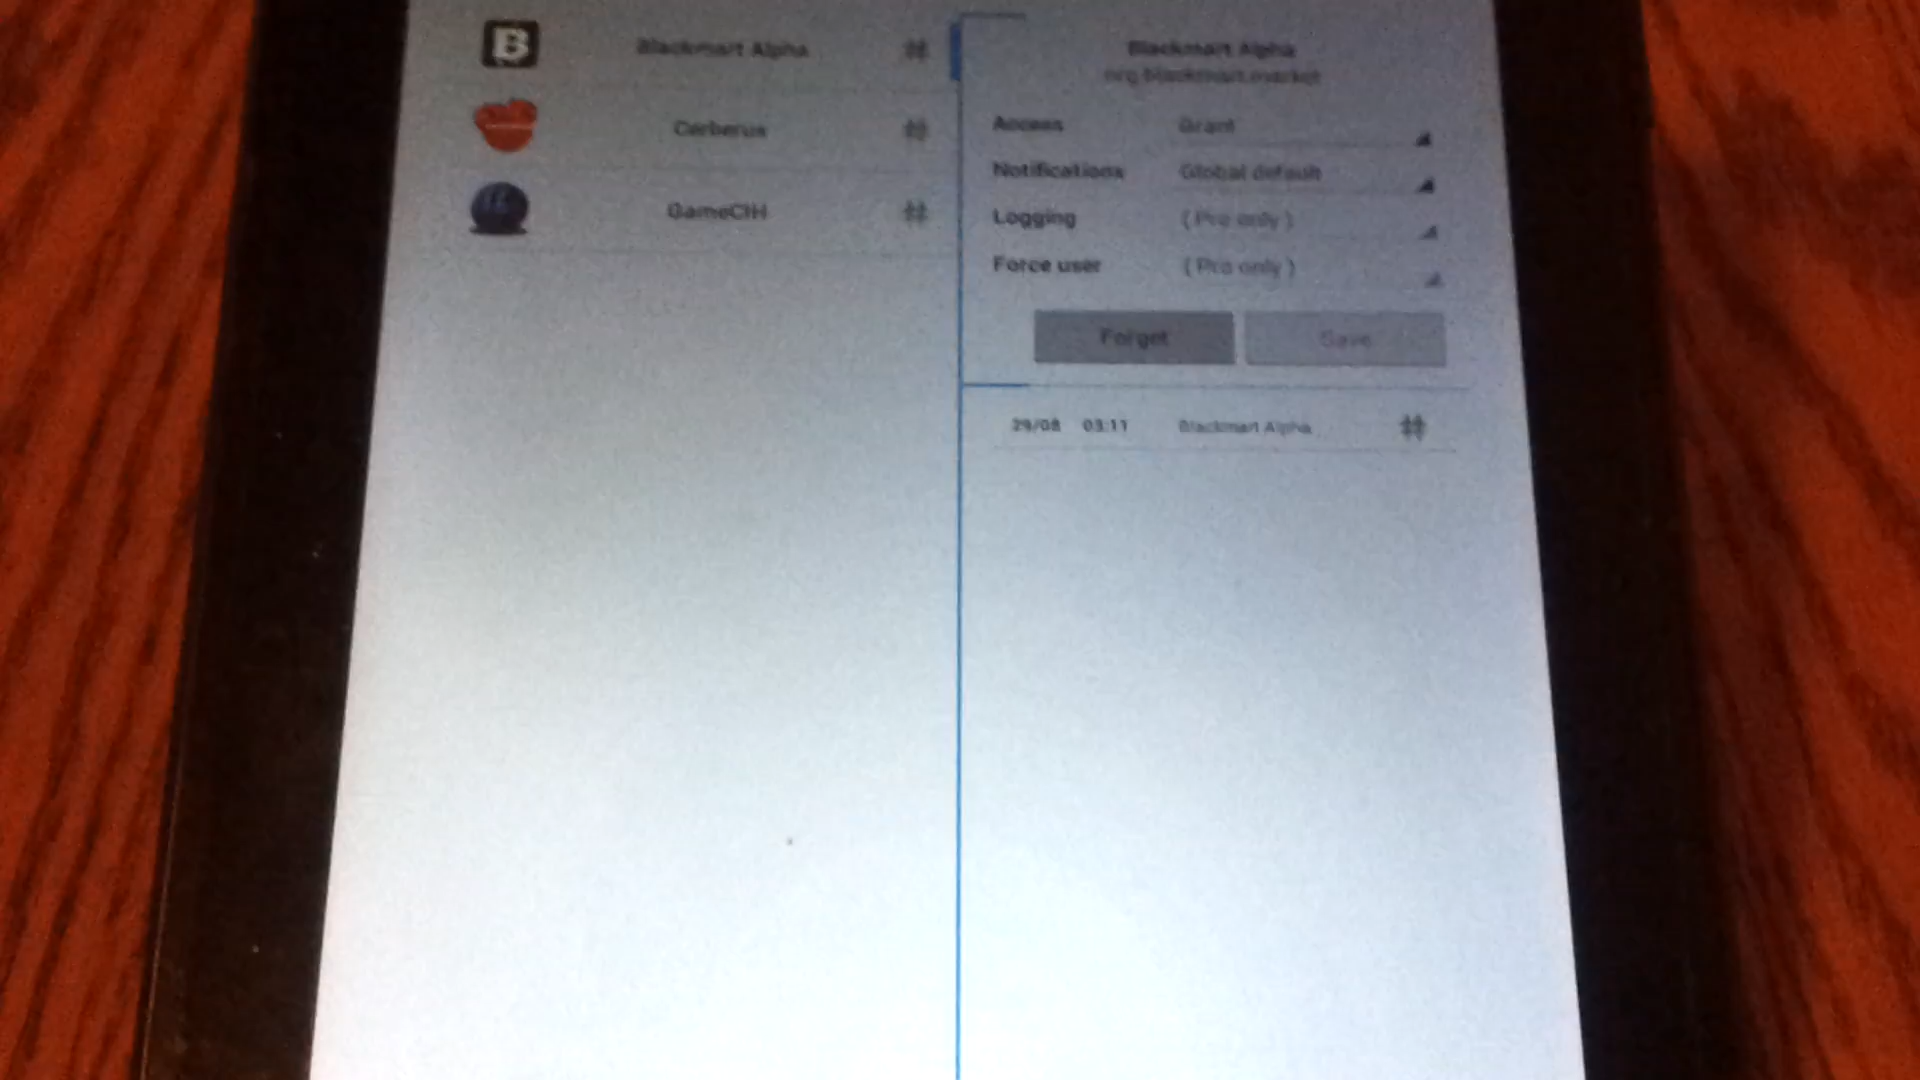 B
Blackmart Alpha #
Cerberus #
GameCIH #
Blackmart Alpha
org.blackmart.market
Access Grant
Notifications Global default
Logging ( Pro only )
Force user ( Pro only )
Forget Save
29/08 03:11 Blackmart Alpha #